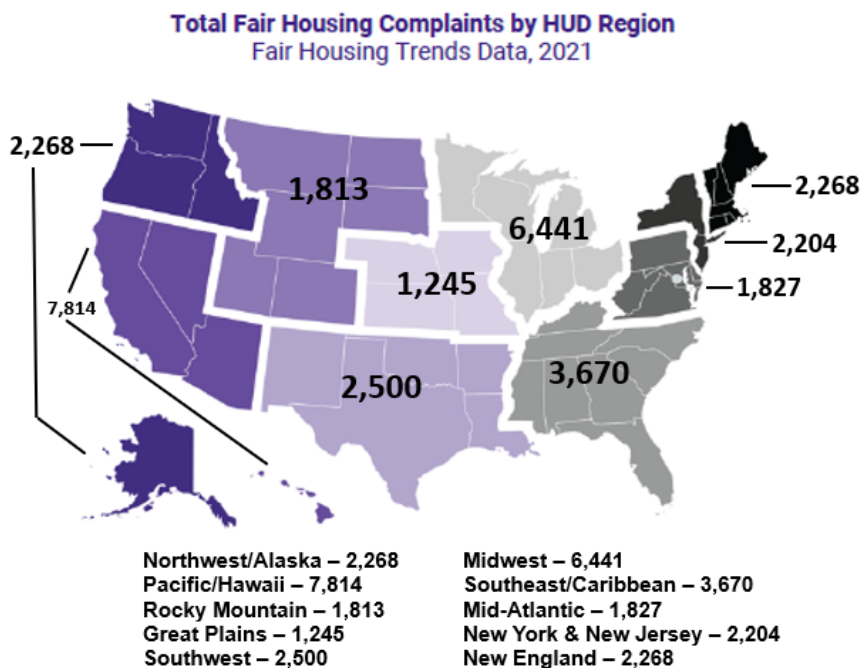 Total Fair Housing Complaints by HUD Region
Fair Housing Trends Data, 2021
2,268
1,813
6,441
2,268
2,204
1,245
1,827
7,814
2,500
3,670
Northwest/Alaska – 2,268
Pacific/Hawaii – 7,814
Rocky Mountain – 1,813
Great Plains – 1,245
Southwest – 2,500
Midwest – 6,441
Southeast/Caribbean – 3,670
Mid-Atlantic – 1,827
New York & New Jersey – 2,204
New England – 2,268